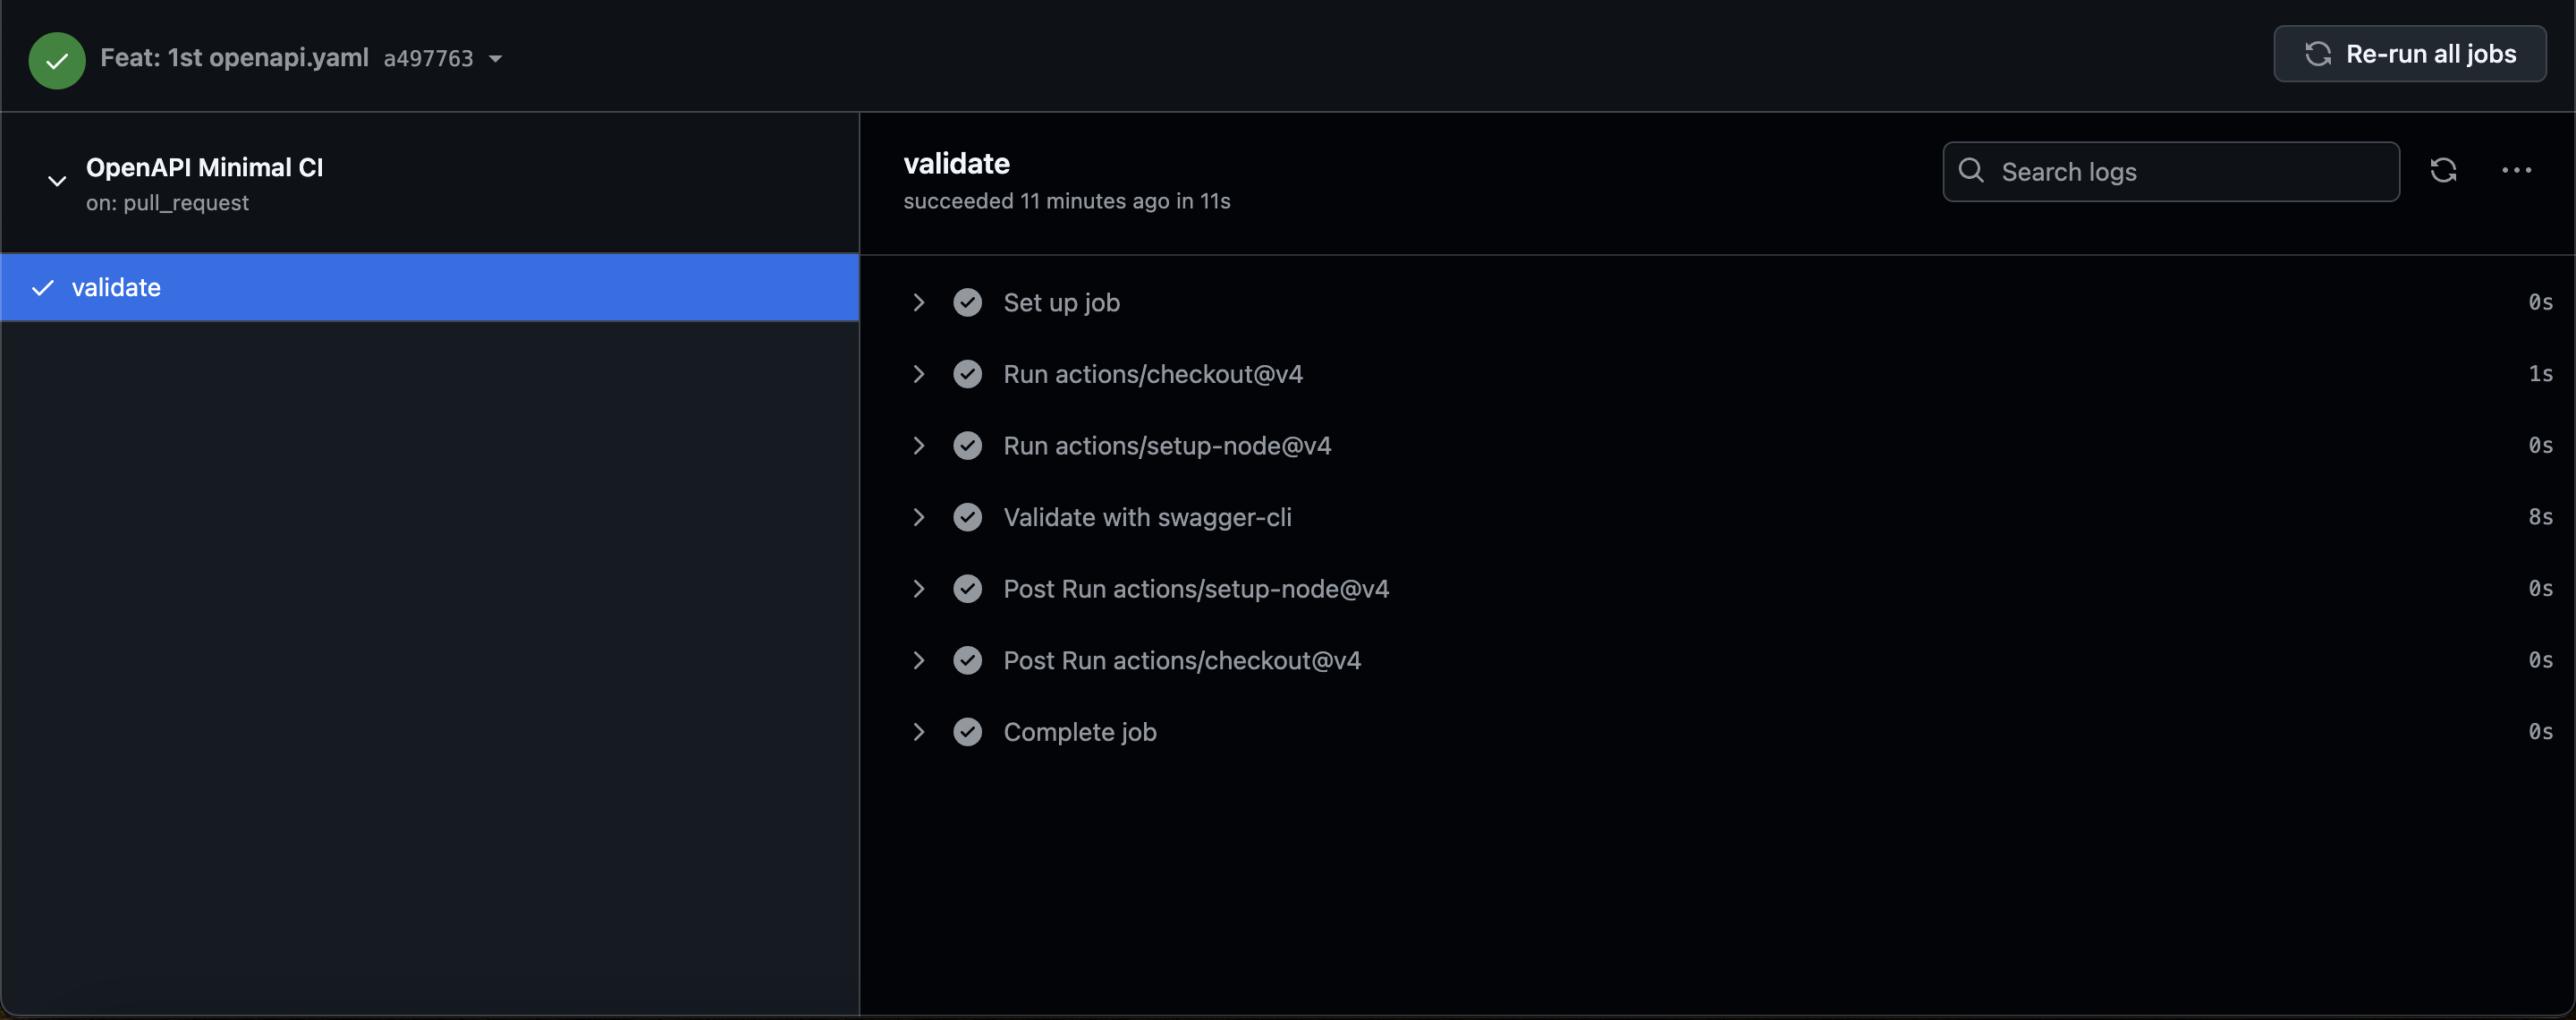 Feat: 1st openapi.yaml a497763
Re-run all jobs
OpenAPI Minimal CI
on: pull_request
validate
validate
succeeded 11 minutes ago in 11s
Search logs
Set up job 0s
Run actions/checkout@v4 1s
Run actions/setup-node@v4 0s
Validate with swagger-cli 8s
Post Run actions/setup-node@v4 0s
Post Run actions/checkout@v4 0s
Complete job 0s